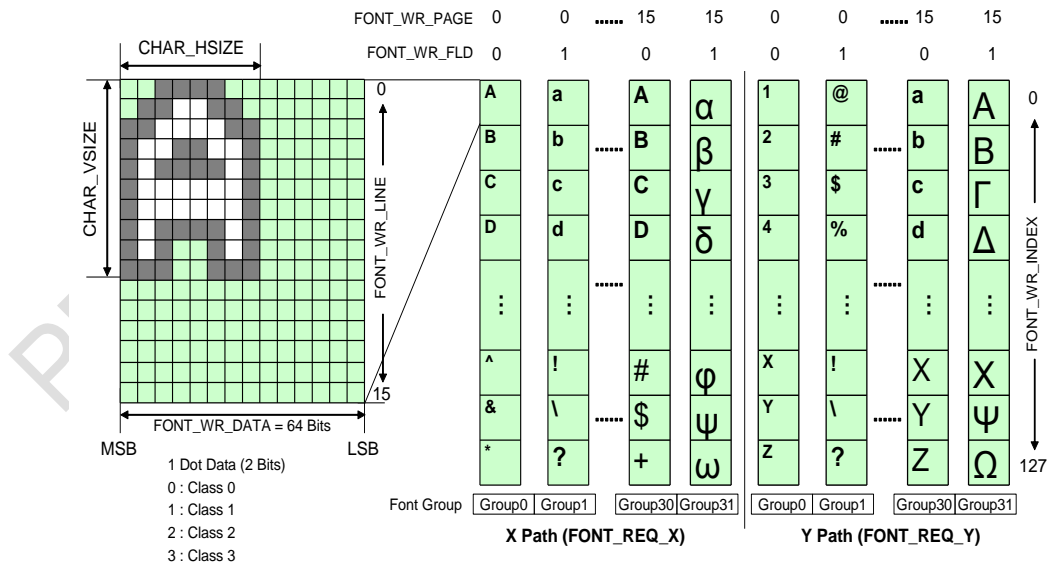 FONT_WR_PAGE 0 0 ...... 15 15 0 0 ...... 15 15
FONT_WR_FLD 0 1 0 1 0 1 0 1
CHAR_HSIZE
CHAR_VSIZE
0
FONT_WR_LINE
15
FONT_WR_DATA = 64 Bits
MSB LSB
1 Dot Data (2 Bits)
0 : Class 0
1 : Class 1
2 : Class 2
3 : Class 3
A a A α 1 @ a Α 0
B b ...... B β 2 # ...... b Β
C c C γ 3 $ c Γ
D d D δ 4 % d Δ
⋮ ⋮ ...... ⋮ ⋮ ⋮ ⋮ ...... ⋮ ⋮
FONT_WR_INDEX
^ ! # φ X ! X Χ
& \ ...... $ ψ Y \ ...... Y Ψ
* ? + ω Z ? Z Ω 127
Font Group Group0 Group1 Group30 Group31 Group0 Group1 Group30 Group31
X Path (FONT_REQ_X) Y Path (FONT_REQ_Y)